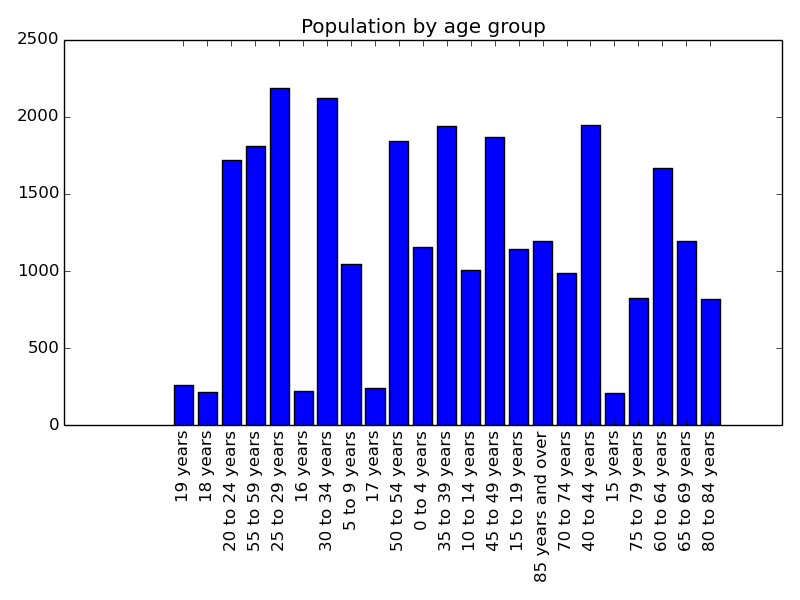 Population by age group
2500
2000
1500
1000
500
0
19 years
18 years
20 to 24 years
55 to 59 years
25 to 29 years
16 years
30 to 34 years
5 to 9 years
17 years
50 to 54 years
0 to 4 years
35 to 39 years
10 to 14 years
45 to 49 years
15 to 19 years
85 years and over
70 to 74 years
40 to 44 years
15 years
75 to 79 years
60 to 64 years
65 to 69 years
80 to 84 years